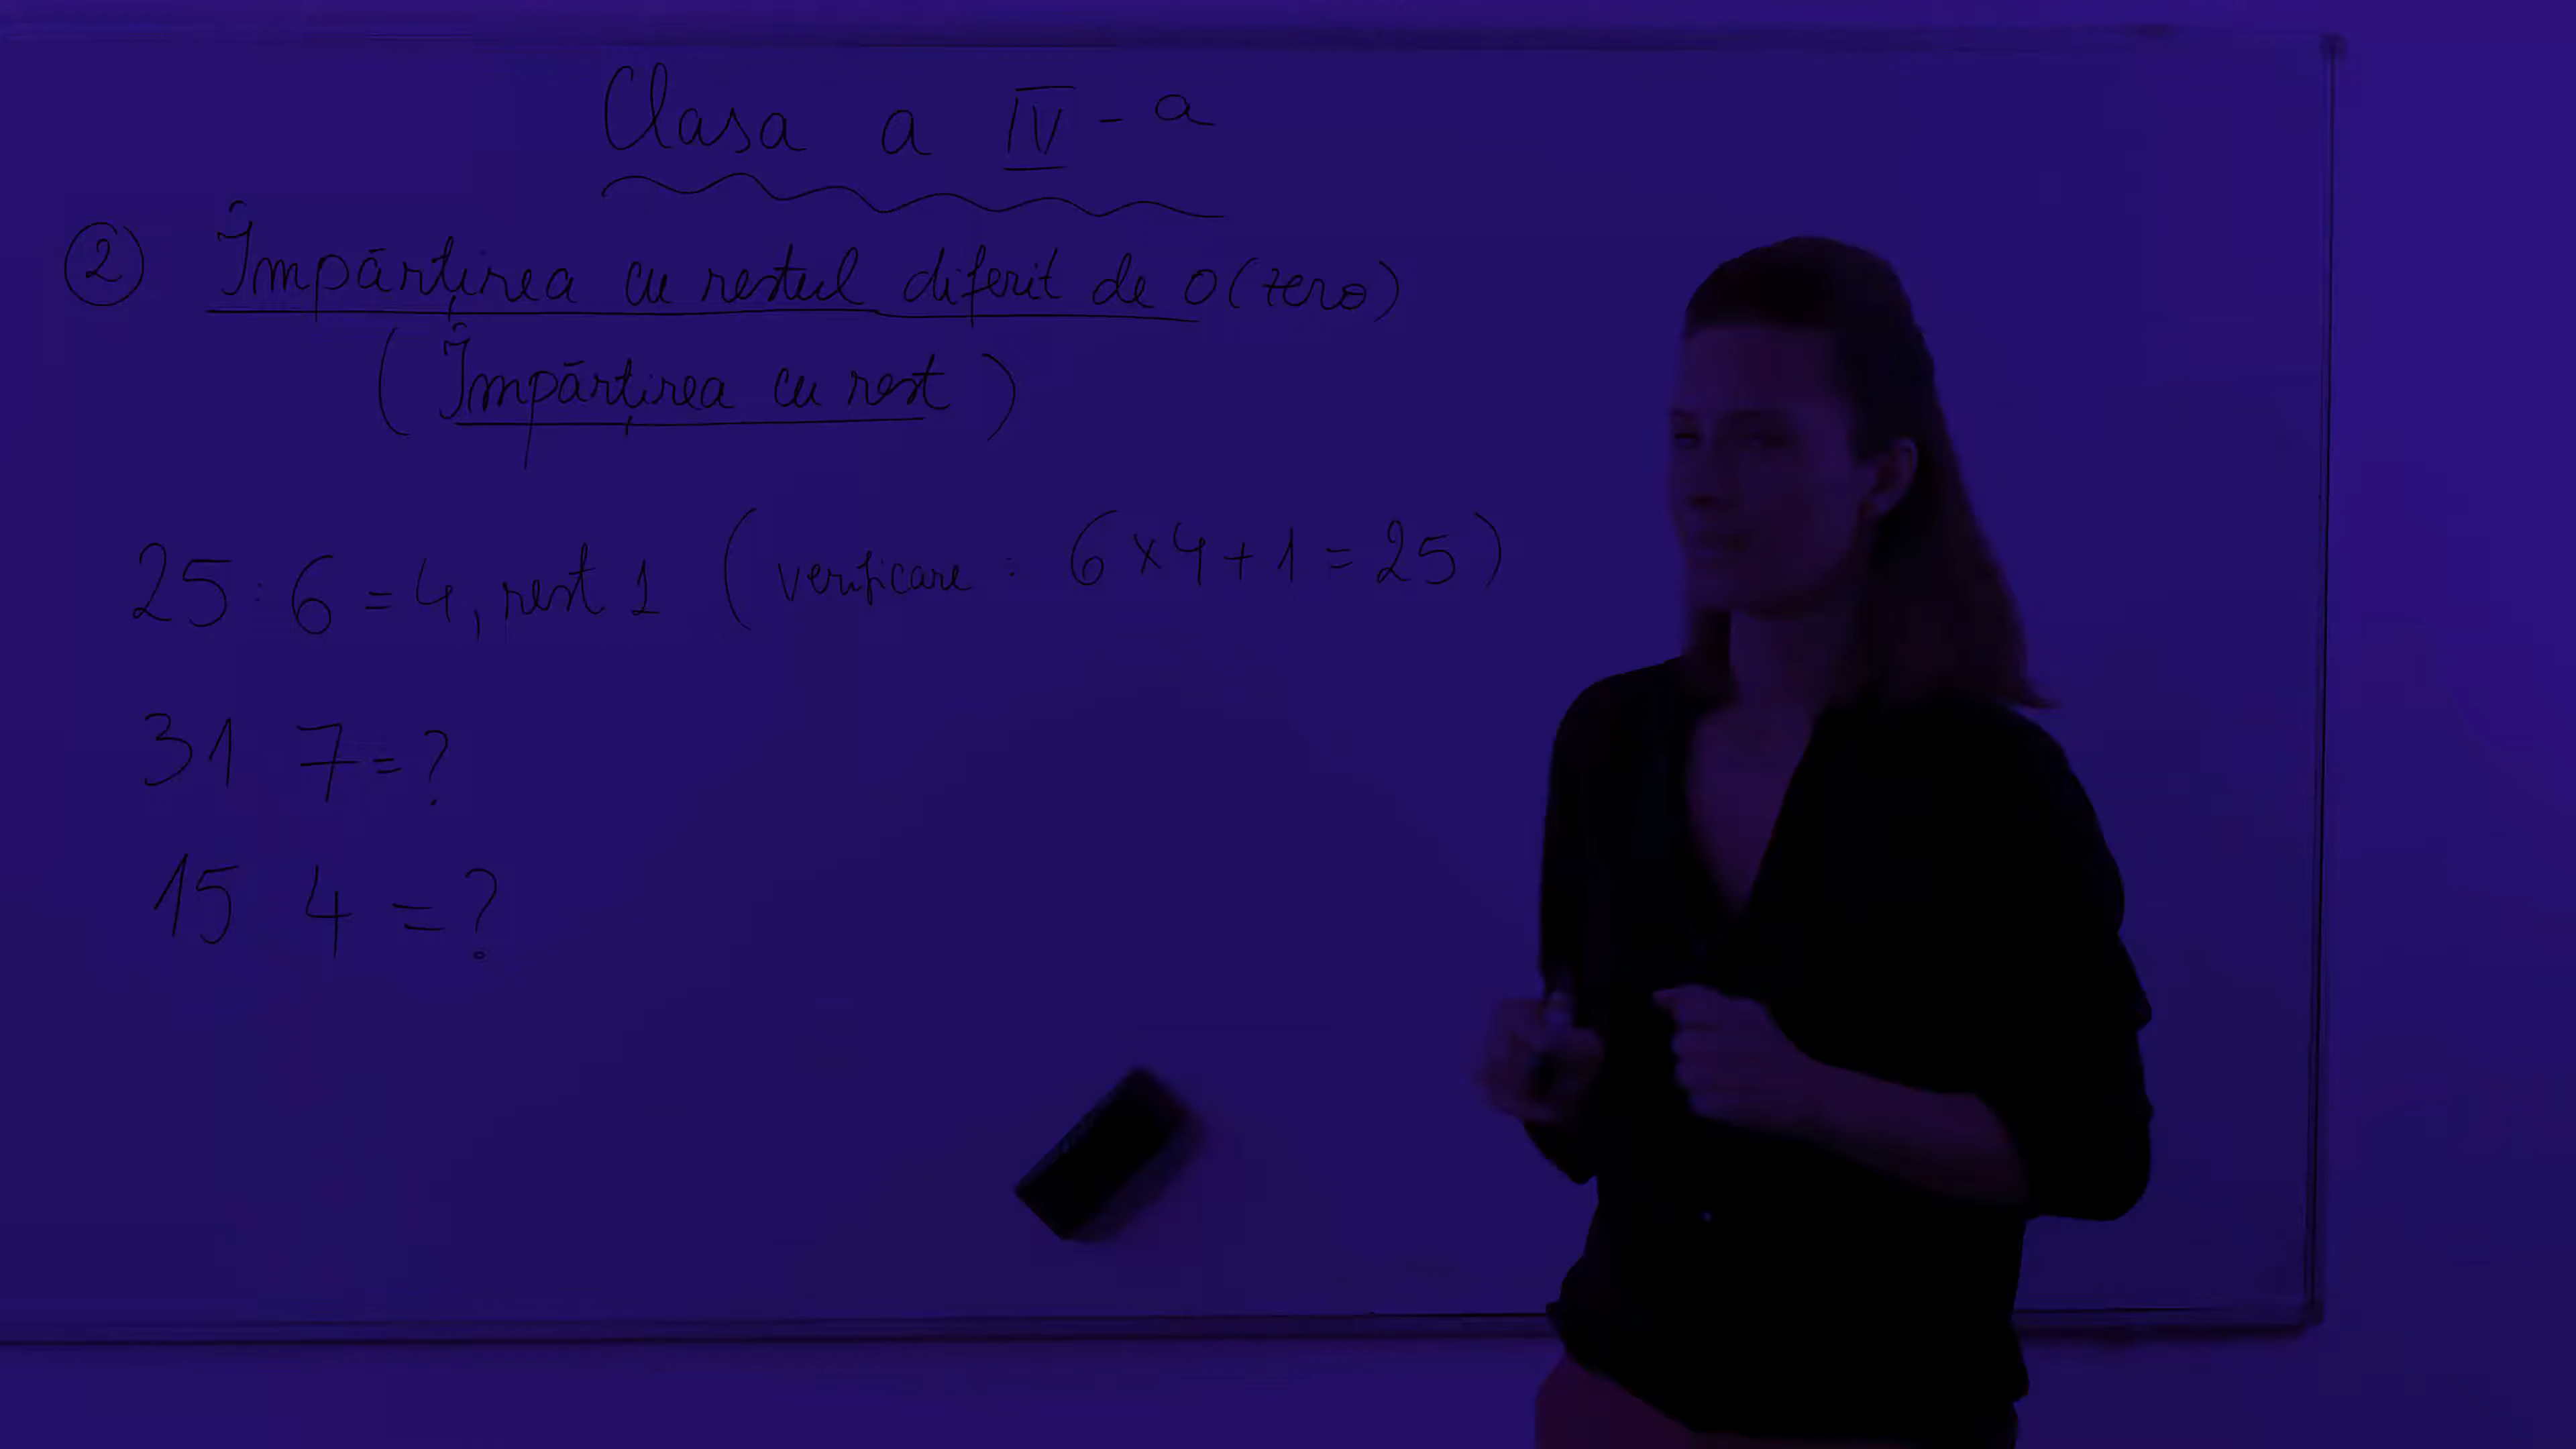 Clasa a IV-a
② Împărțirea cu restul diferit de 0 (zero)
(Împărțirea cu rest)
25 : 6 = 4, rest 1 (verificare : 6 x 4 + 1 = 25)
31 7 = ?
15 4 = ?